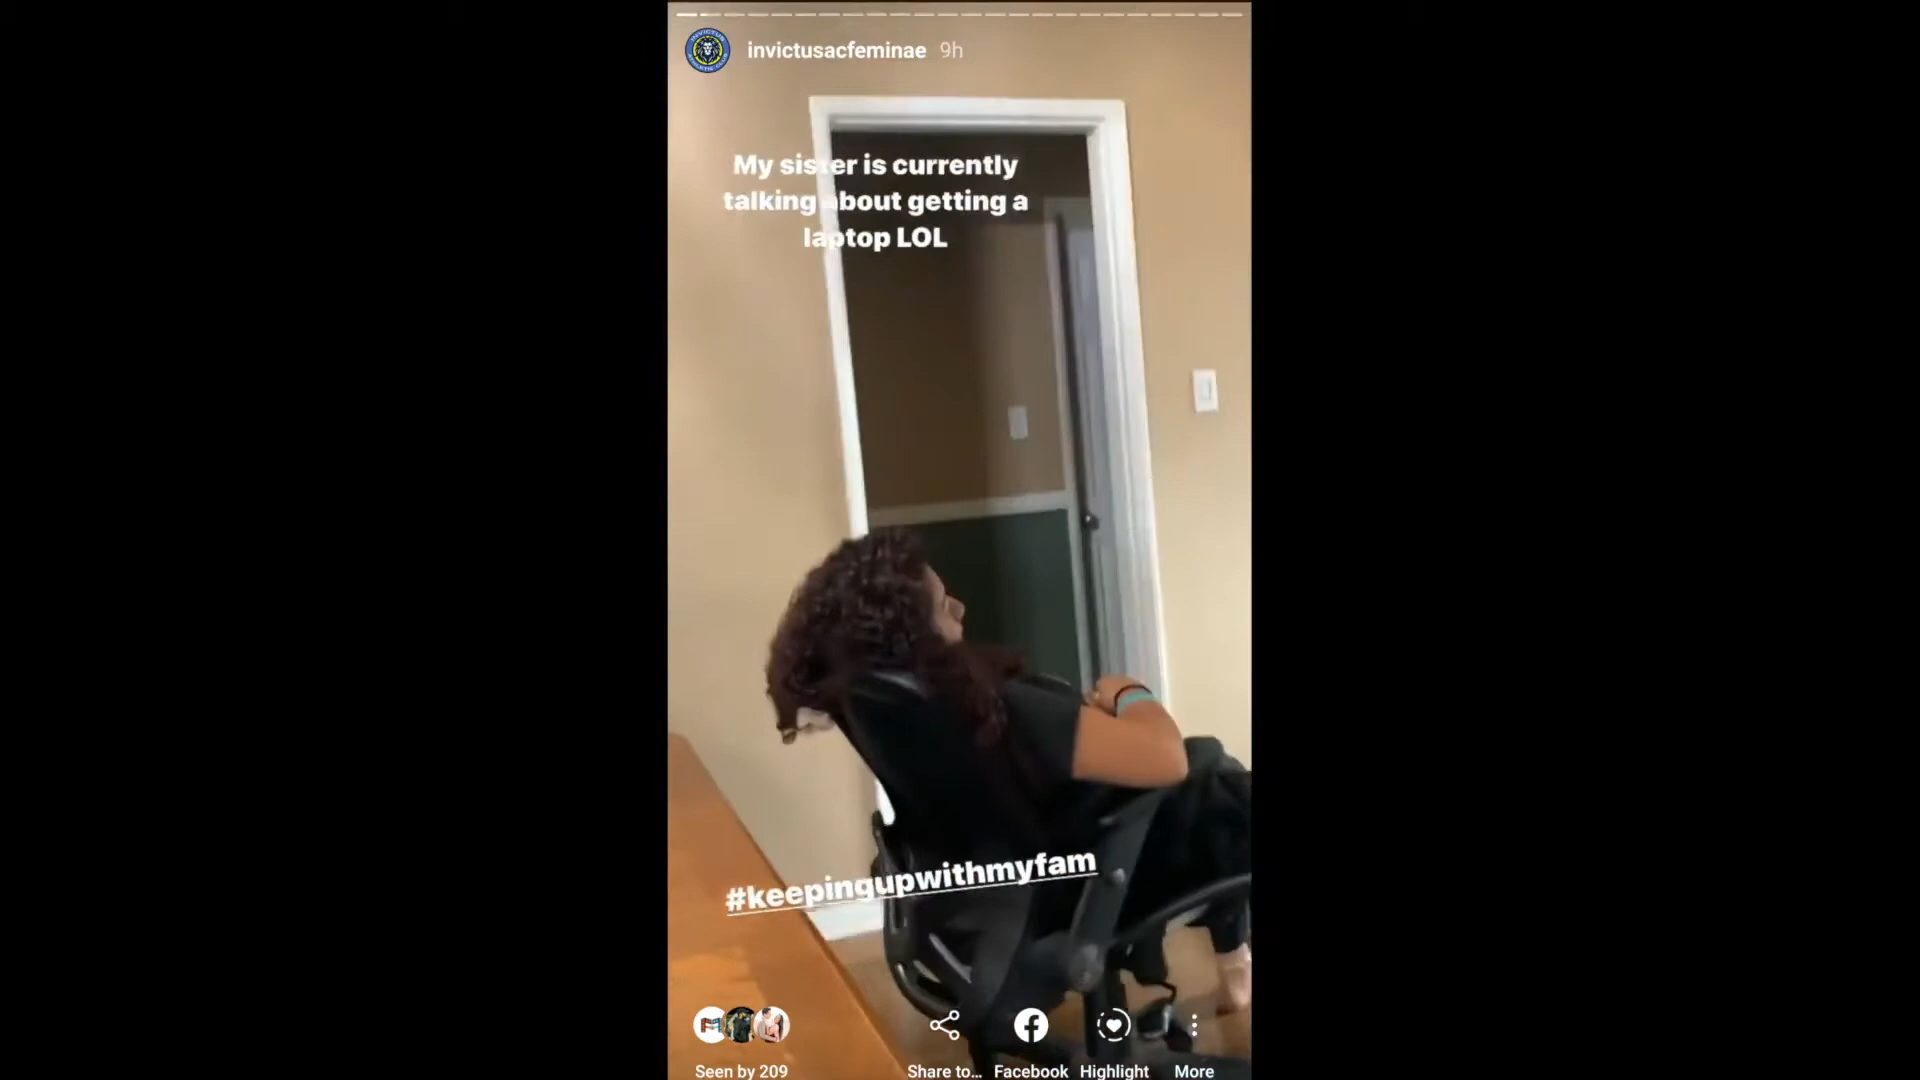 invictusacfeminae 9h
My sister is currently
talking about getting a
laptop LOL
#keepingupwithmyfam
Seen by 209
Share to...
Facebook
Highlight
More